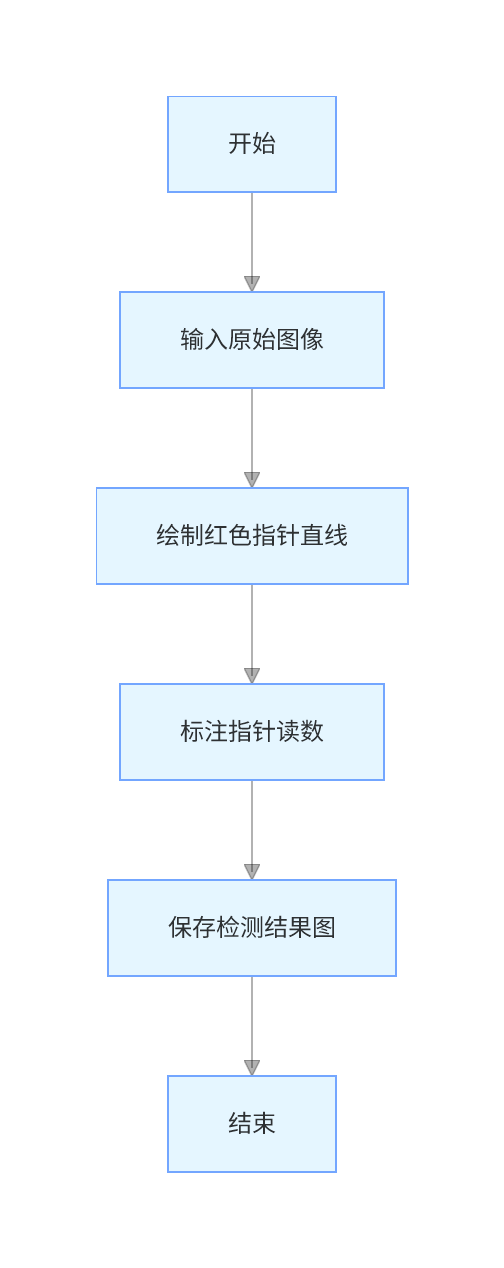 开始
输入原始图像
绘制红色指针直线
标注指针读数
保存检测结果图
结束